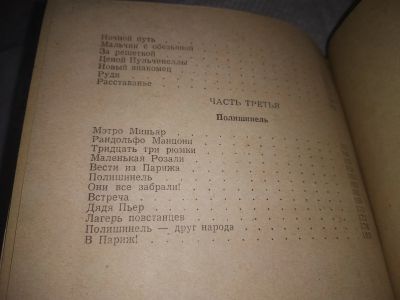 Ночной путь
Мальчик с обезьяной
За решеткой
Ценой Пульчинеллы
Новый знакомец
Руди
Расставанье
ЧАСТЬ ТРЕТЬЯ
Полишинель
Мэтро Миньяр
Рандольфо Манцони
Тридцать три рюмки
Маленькая Розали
Вести из Парижа
Полишинель
Они все забрали!
Встреча
Дядя Пьер
Лагерь повстанцев
Полишинель — друг народа
В Париж!